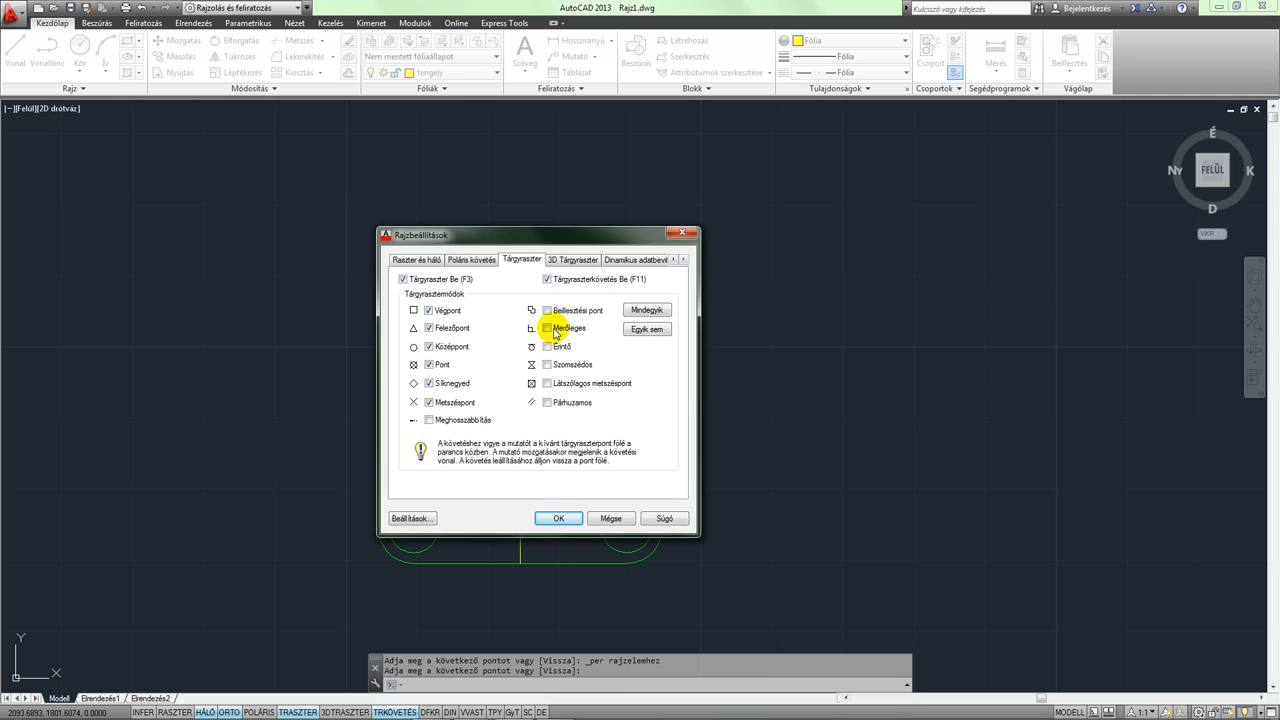 Rajzolás és feliratozás
AutoCAD 2013 Rajz1.dwg
Kulcsszó vagy kifejezés
Bejelentkezés
Kezdőlap Beszúrás Feliratozás Elrendezés Parametrikus Nézet Kezelés Kimenet Modulok Online Express Tools
Vonal Vonallánc Kör Ív
Mozgatás Elforgatás Metszés
Másolás Tükrözés Lekerekítés
Nyújtás Léptékezés Kiosztás
Nem mentett fóliaállapot
tengely
Szöveg
Hosszirányú
Mutató
Táblázat
Beszúrás
Létrehozás
Szerkesztés
Attribútumok szerkesztése
Fólia
Fólia
Fólia
Csoport
Mérés
Beillesztés
Rajz Módosítás Fóliák Feliratozás Blokk Tulajdonságok Csoportok Segédprogramok Vágólap
[−][Felül][2D drótváz]
É
NY FELÜL K
D
VKR
Rajzbeállítások
Raszter és háló Poláris követés Tárgyraszter 3D Tárgyraszter Dinamikus adatbevit
Tárgyraszter Be (F3) Tárgyraszterkövetés Be (F11)
Tárgyrasztermódok
Végpont Beillesztési pont Mindegyik
Felezőpont Merőleges Egyik sem
Középpont Érintő
Pont Szomszédos
Síknegyed Látszólagos metszéspont
Metszéspont Párhuzamos
Meghosszabbítás
A követéshez vigye a mutatót a kívánt tárgyraszterpont fölé a
parancs közben. A mutató mozgatásakor megjelenik a követési
vonal. A követés leállításához álljon vissza a pont fölé.
Beállítások... OK Mégse Súgó
Y
X
Adja meg a következő pontot vagy [Vissza]: _per rajzelemhez
Adja meg a következő pontot vagy [Vissza]:
Modell Elrendezés1 Elrendezés2
2093.6893, 1801.6074, 0.0000 INFER RASZTER HÁLÓ ORTO POLÁRIS TRASZTER 3DTRASZTER TRKÖVETÉS DFKR DIN VVAST TPY GyT SC DE MODELL 1:1